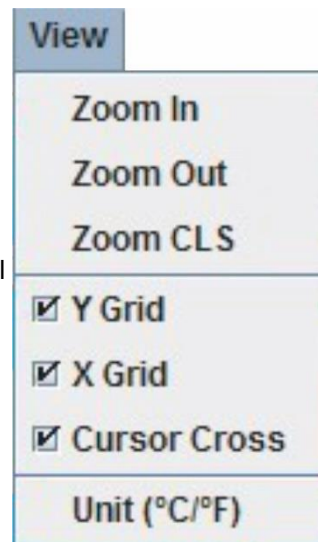 View
Zoom In
Zoom Out
Zoom CLS
Y Grid
X Grid
Cursor Cross
Unit (°C/°F)